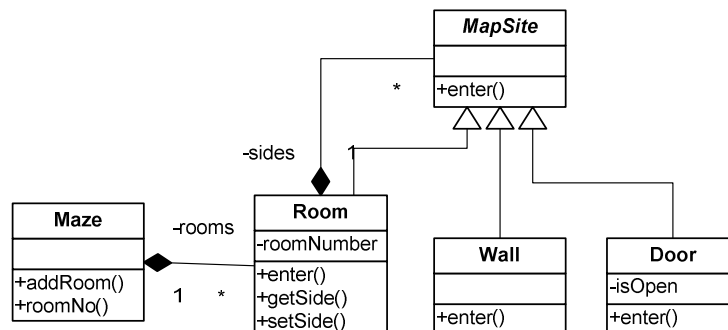 MapSite
+enter()
*
-sides
1
Maze
+addRoom()
+roomNo()
-rooms
1
*
Room
-roomNumber
+enter()
+getSide()
+setSide()
Wall
+enter()
Door
-isOpen
+enter()